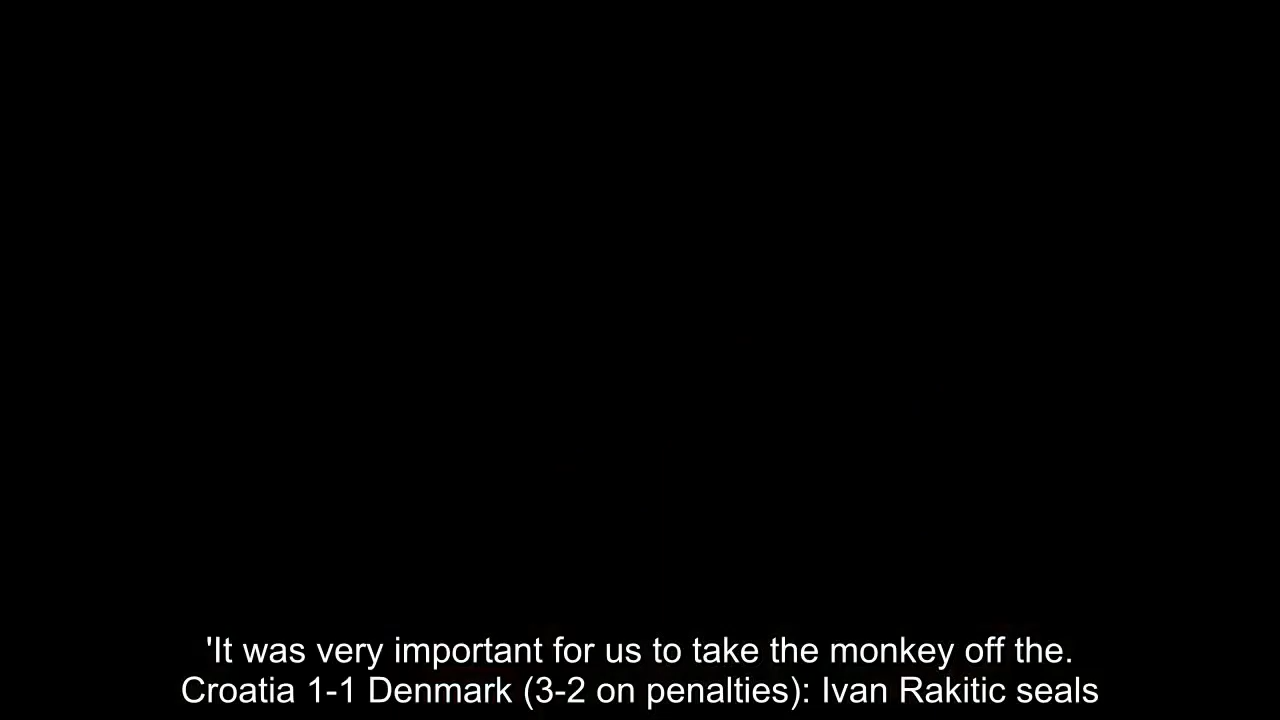 'It was very important for us to take the monkey off the.
Croatia 1-1 Denmark (3-2 on penalties): Ivan Rakitic seals